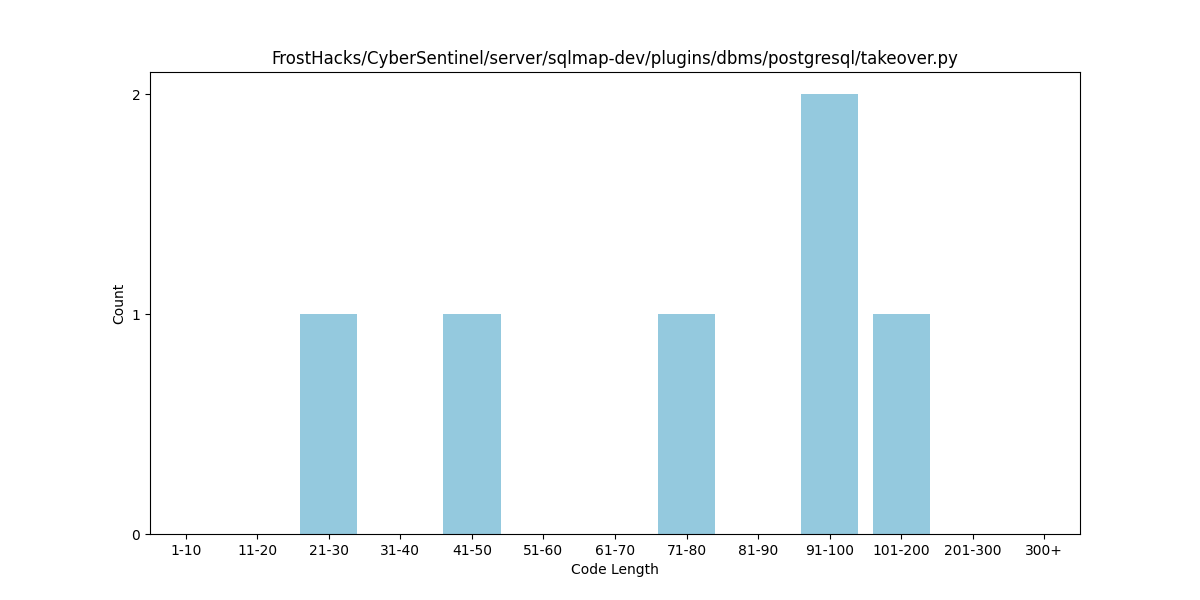 FrostHacks/CyberSentinel/server/sqlmap-dev/plugins/dbms/postgresql/takeover.py
2
1
0
Count
1-10 11-20 21-30 31-40 41-50 51-60 61-70 71-80 81-90 91-100 101-200 201-300 300+
Code Length